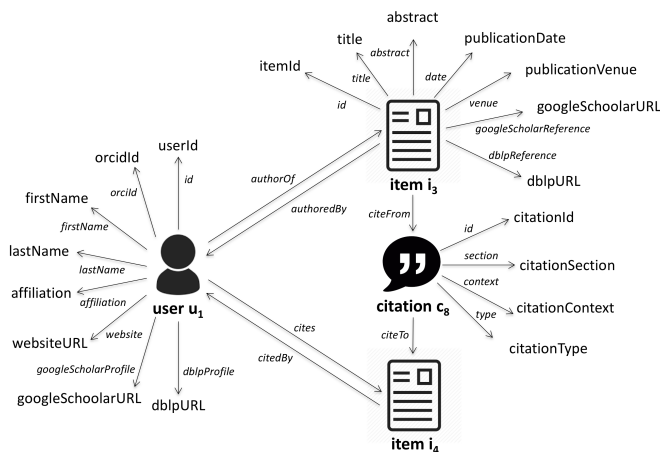 abstract
title
publicationDate
abstract
itemId
title
date
publicationVenue
id
venue
googleSchoolarURL
googleScholarReference
userId
orcidId
dblpReference
authorOf
item i3
dblpURL
id
firstName
orciId
authoredBy
citeFrom
citationId
firstName
id
lastName
section
citationSection
lastName
context
affiliation
affiliation
user u1
citation c8
type
citationContext
website
cites
websiteURL
citeTo
citationType
googleScholarProfile
dblpProfile
citedBy
googleSchoolarURL
dblpURL
item i4